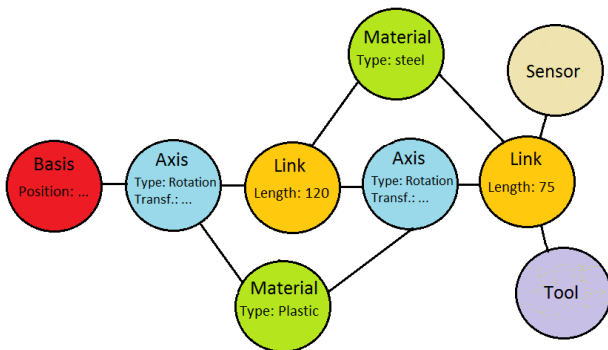 Material
Type: steel
Sensor
Basis
Position: ...
Axis
Type: Rotation
Transf.: ...
Link
Length: 120
Axis
Type: Rotation
Transf.: ...
Link
Length: 75
Material
Type: Plastic
Tool